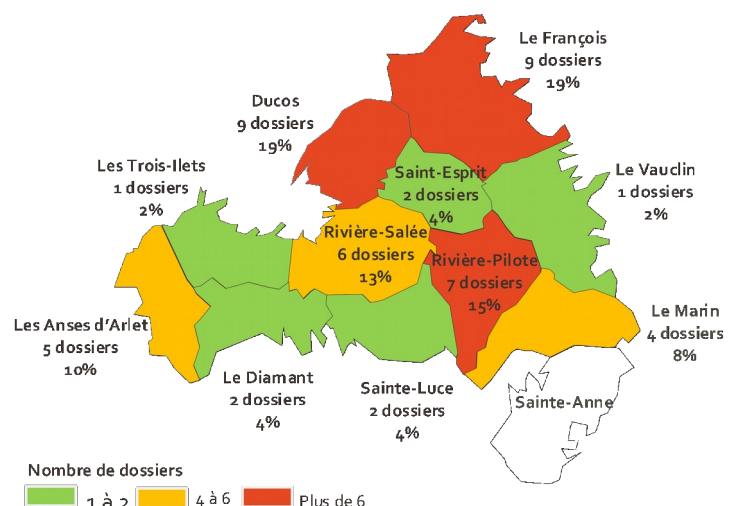 Le François
9 dossiers
19%
Ducos
9 dossiers
19%
Les Trois-Ilets
1 dossiers
2%
Saint-Esprit
2 dossiers
4%
Le Vauclin
1 dossiers
2%
Rivière-Salée
6 dossiers
13%
Rivière-Pilote
7 dossiers
15%
Les Anses d'Arlet
5 dossiers
10%
Le Marin
4 dossiers
8%
Le Diamant
2 dossiers
4%
Sainte-Luce
2 dossiers
4%
Sainte-Anne
Nombre de dossiers
1 à 2
4 à 6
Plus de 6